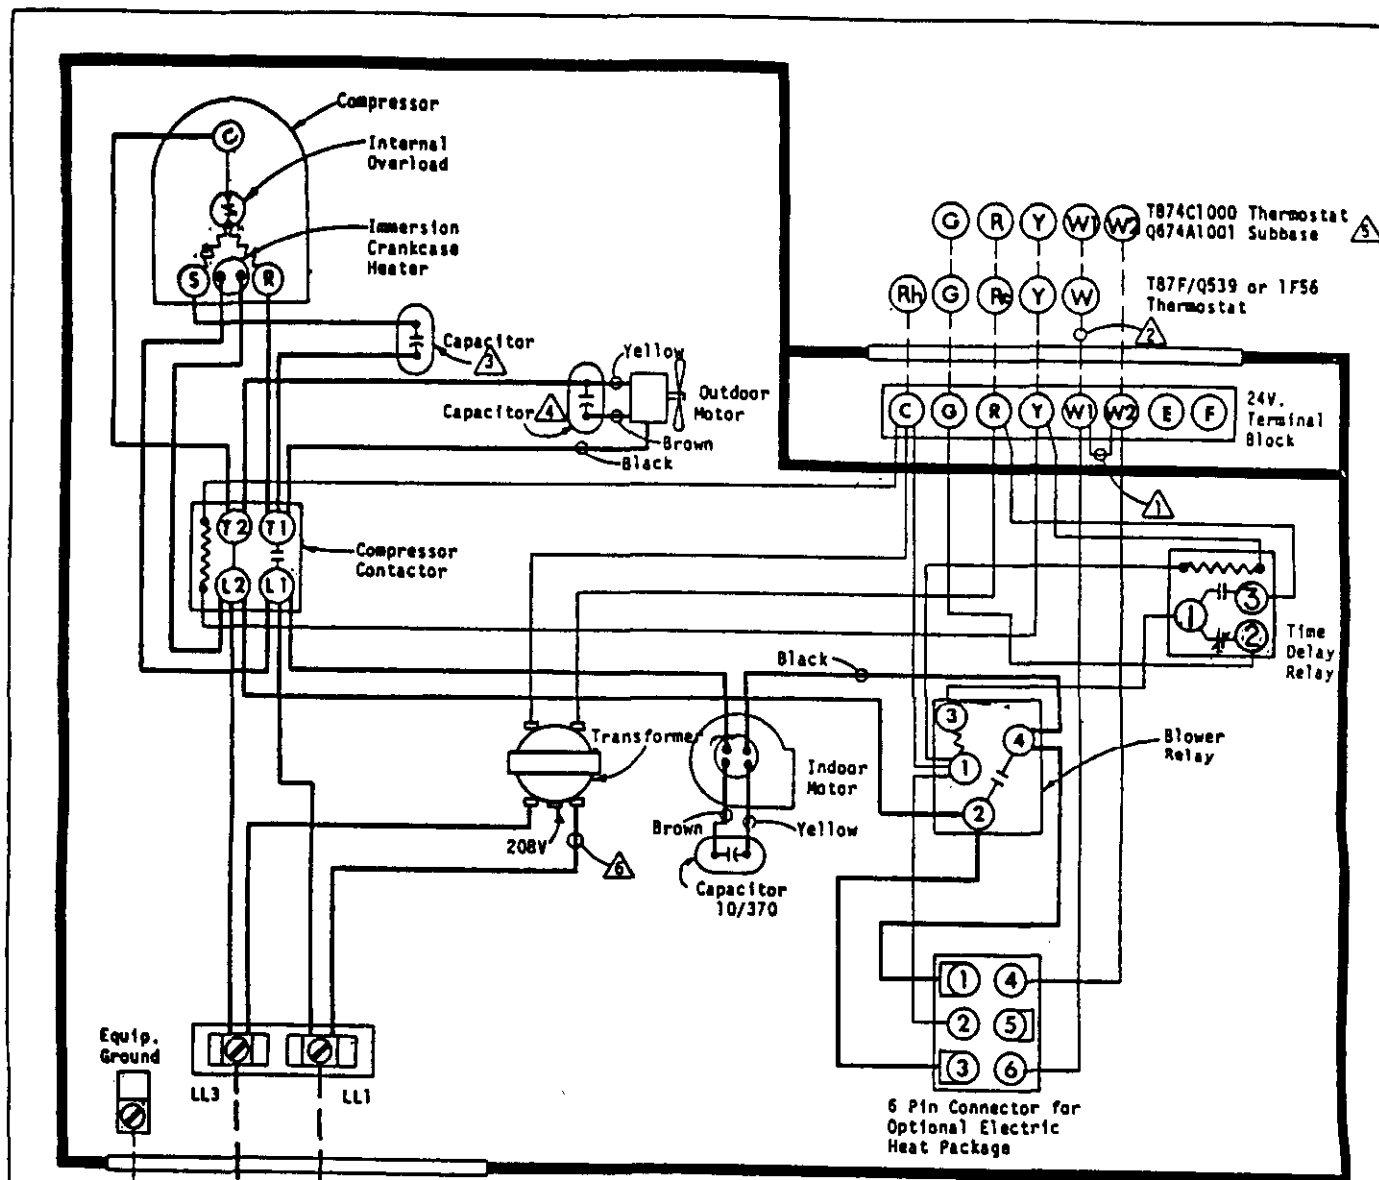 Compressor
C
Internal
Overload
Immersion
Crankcase
Heater
S
R
Capacitor
3
Yellow
Outdoor
Motor
Capacitor
4
Brown
Black
G
R
Y
W1
W2
T874C1000 Thermostat
Q674A1001 Subbase
5
Rh
G
Rc
Y
W
T87F/Q539 or 1F56
Thermostat
2
C
G
R
Y
W1
W2
E
F
24V.
Terminal
Block
1
T2
T1
L2
L1
Compressor
Contactor
1
3
2
Time
Delay
Relay
Black
Transformer
208V
6
Indoor
Motor
Brown
Yellow
Capacitor
10/370
3
4
1
2
Blower
Relay
1
4
2
5
3
6
6 Pin Connector for
Optional Electric
Heat Package
Equip.
Ground
LL3
LL1